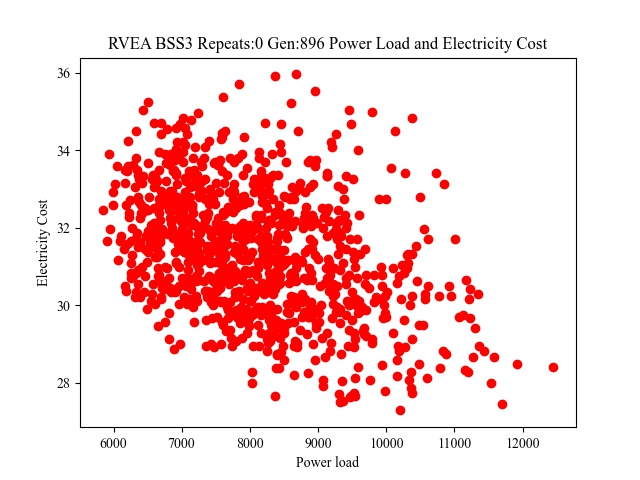 RVEA BSS3 Repeats:0 Gen:896 Power Load and Electricity Cost
36
34
32
30
28
Electricity Cost
6000 7000 8000 9000 10000 11000 12000
Power load